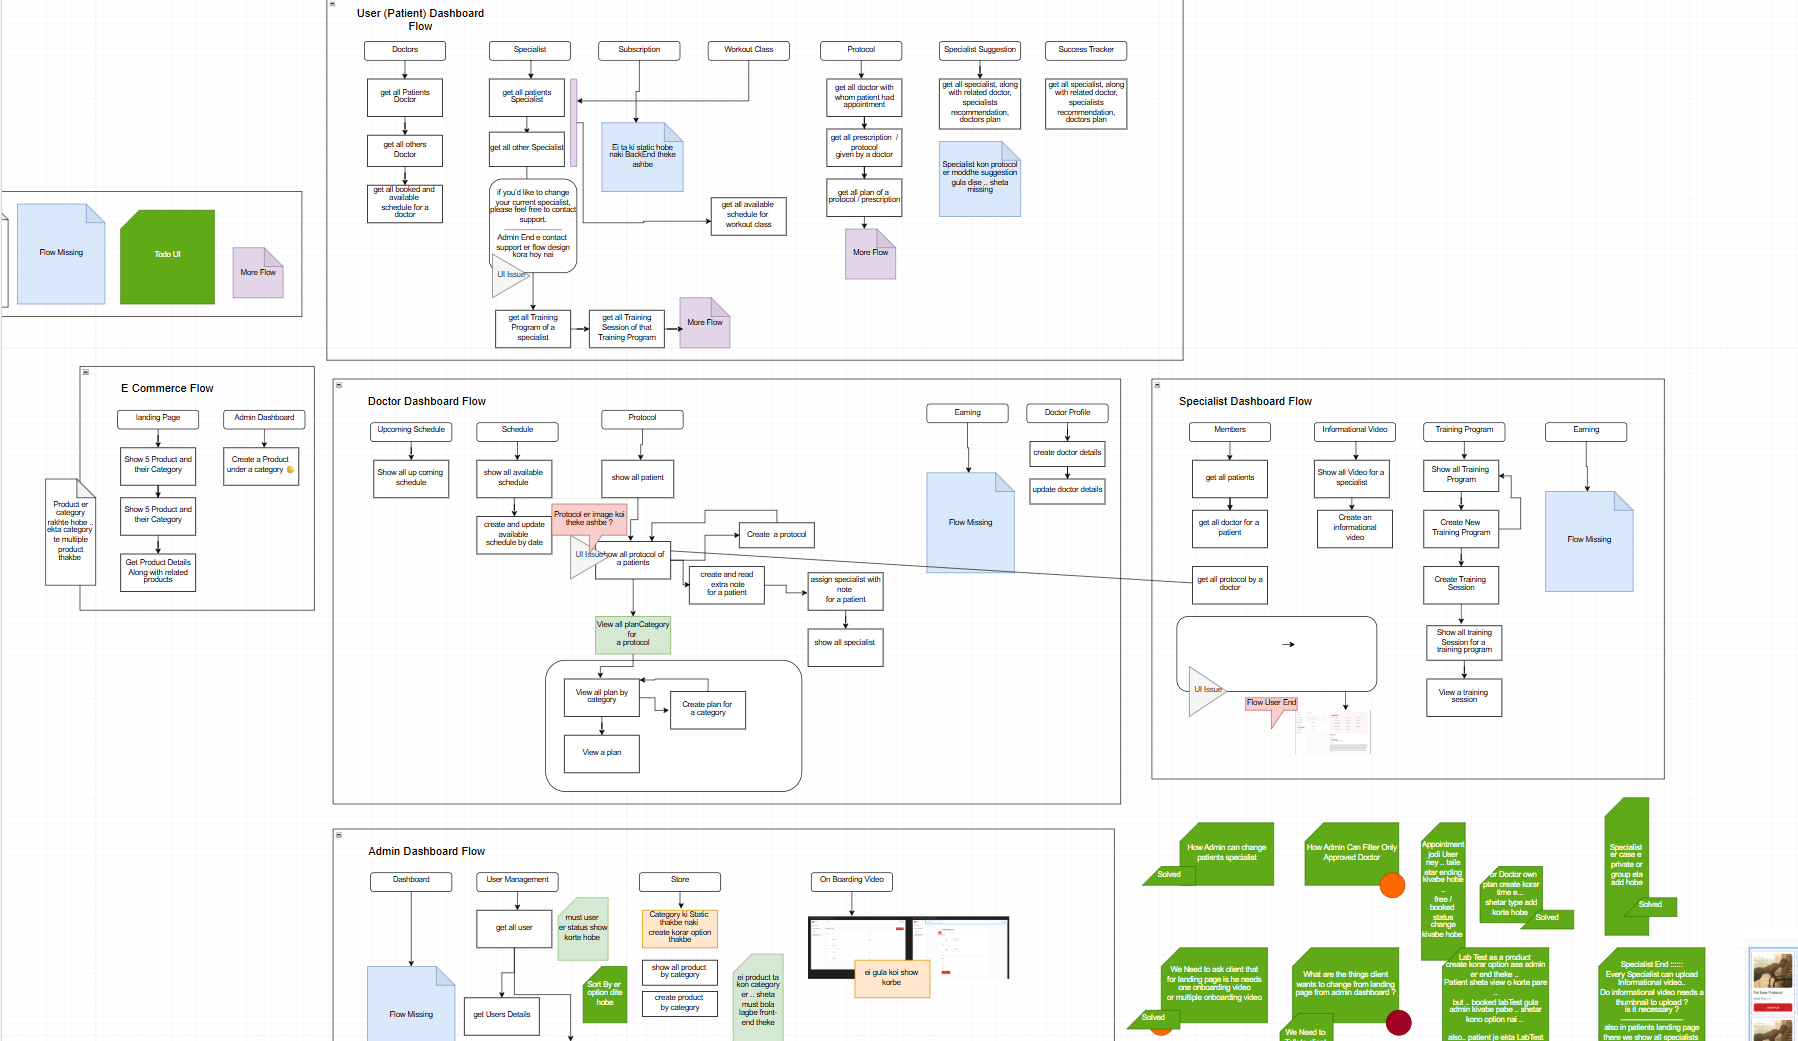 User (Patient) Dashboard
Flow
Doctors
Specialist
Subscription
Workout Class
Protocol
Specialist Suggestion
Success Tracker
get all Patients
Doctor
get all others
Doctor
get all booked and
available
schedule for a
doctor
get all patients
Specialist
get all other Specialist
if you'd like to change
your current specialist,
please feel free to contact
support.
Admin End e contact
support er flow design
kora hoy nai
UI Issue
get all Training
Program of a
specialist
get all Training
Session of that
Training Program
More Flow
Ei ta ki static hobe
naki BackEnd theke
ashbe
get all available
schedule for
workout class
get all doctor with
whom patient had
appointment
get all prescription /
protocol
given by a doctor
get all plan of a
protocol / prescription
More Flow
get all specialist, along
with related doctor,
specialists
recommendation,
doctors plan
Specialist kon protocol
er moddhe suggestion
gula dise .. sheta
missing
get all specialist, along
with related doctor,
specialists
recommendation,
doctors plan
Flow Missing
Todo UI
More Flow
E Commerce Flow
landing Page
Admin Dashboard
Show 5 Product and
their Category
Show 5 Product and
their Category
Get Product Details
Along with related
products
Create a Product
under a category
Product er
category
rakhte hobe ..
ekta category
te multiple
product
thakbe
Doctor Dashboard Flow
Upcoming Schedule
Schedule
Protocol
Earning
Doctor Profile
Show all up coming
schedule
show all available
schedule
create and update
available
schedule by date
show all patient
Protocol er image koi
theke ashbe ?
UI Issue
show all protocol of
a patients
Create a protocol
create and read
extra note
for a patient
assign specialist with
note
for a patient
show all specialist
View all planCategory
for
a protocol
View all plan by
category
Create plan for
a category
View a plan
Flow Missing
create doctor details
update doctor details
Specialist Dashboard Flow
Members
Informational Video
Training Program
Earning
get all patients
get all doctor for a
patient
get all protocol by a
doctor
UI Issue
Flow User End
Show all Video for a
specialist
Create an
informational
video
Show all Training
Program
Create New
Training Program
Create Training
Session
Show all training
Session for a
training program
View a training
session
Flow Missing
Admin Dashboard Flow
Dashboard
User Management
Store
On Boarding Video
Flow Missing
get all user
get Users Details
must user
er status show
korte hobe
Sort By er
option dite
hobe
Category ki Static
thakbe naki
create korar option
thakbe
show all product
by category
create product
by category
ei product ta
kon category
er .. sheta
must bola
lagbe front-
end theke
ei gula koi show
korbe
How Admin can change
patients specialist
Solved
How Admin Can Filter Only
Approved Doctor
Appointment
jodi User
ney .. taile
etar ending
kivabe hobe
..
free /
booked
status
change
kivabe hobe
or Doctor own
plan create korar
time e...
shetar type add
korte hobe
Solved
Specialist
er case e
private or
group eta
add hobe
Solved
We Need to ask client that
for landing page is he needs
one onboarding video
or multiple onboarding video
Solved
What are the things client
wants to change from landing
page from admin dashboard ?
We Need to
Lab Test as a product
create korar option ase admin
er end theke ..
Patient sheta view o korte pare
..
but .. booked labTest gula
admin kivabe pabe .. shetar
kono option nai ..
also.. patient je ekta LabTest
Specialist End ::::::
Every Specialist can upload
Informational video..
Do informational video needs a
thumbnail to upload ?
is it necessary ?
also in patients landing page
there we show all specialists